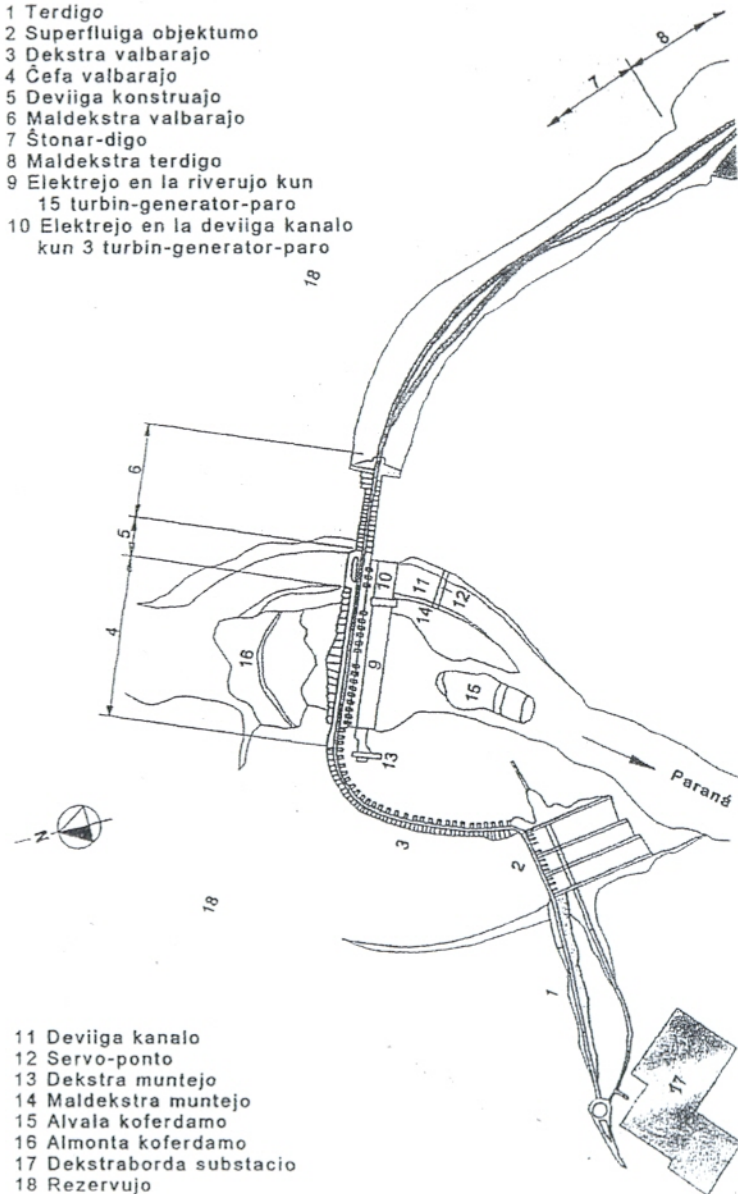 1 Terdigo
2 Superfluiga objektumo
3 Dekstra valbaraĵo
4 Ĉefa valbaraĵo
5 Deviiga konstruaĵo
6 Maldekstra valbaraĵo
7 Ŝtonar-digo
8 Maldekstra terdigo
9 Elektrejo en la riverujo kun
15 turbin-generator-paro
10 Elektrejo en la deviiga kanalo
kun 3 turbin-generator-paro
8
7
18
6
5
4
10
11
12
14
16
9
15
13
Paraná
N
3
2
18
1
17
11 Deviiga kanalo
12 Servo-ponto
13 Dekstra muntejo
14 Maldekstra muntejo
15 Alvala koferdamo
16 Almonta koferdamo
17 Dekstraborda substacio
18 Rezervujo